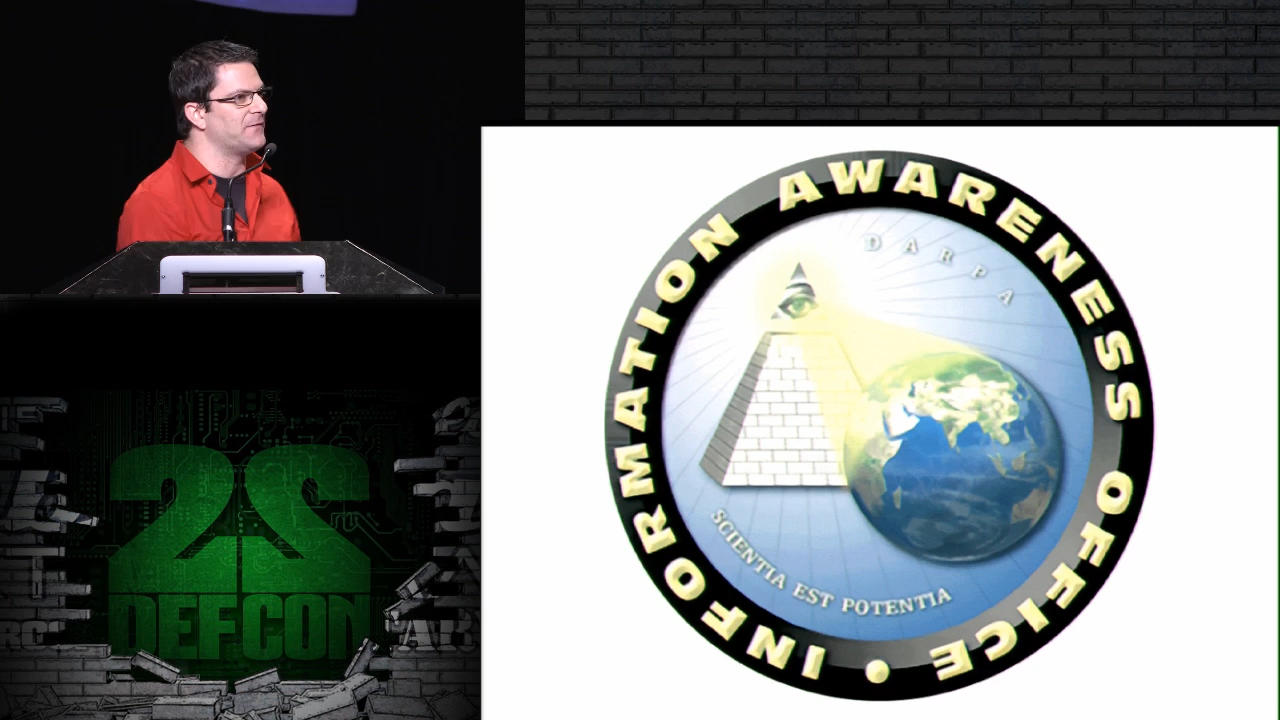 INFORMATION AWARENESS OFFICE
DARPA
SCIENTIA EST POTENTIA
22
DEFCON